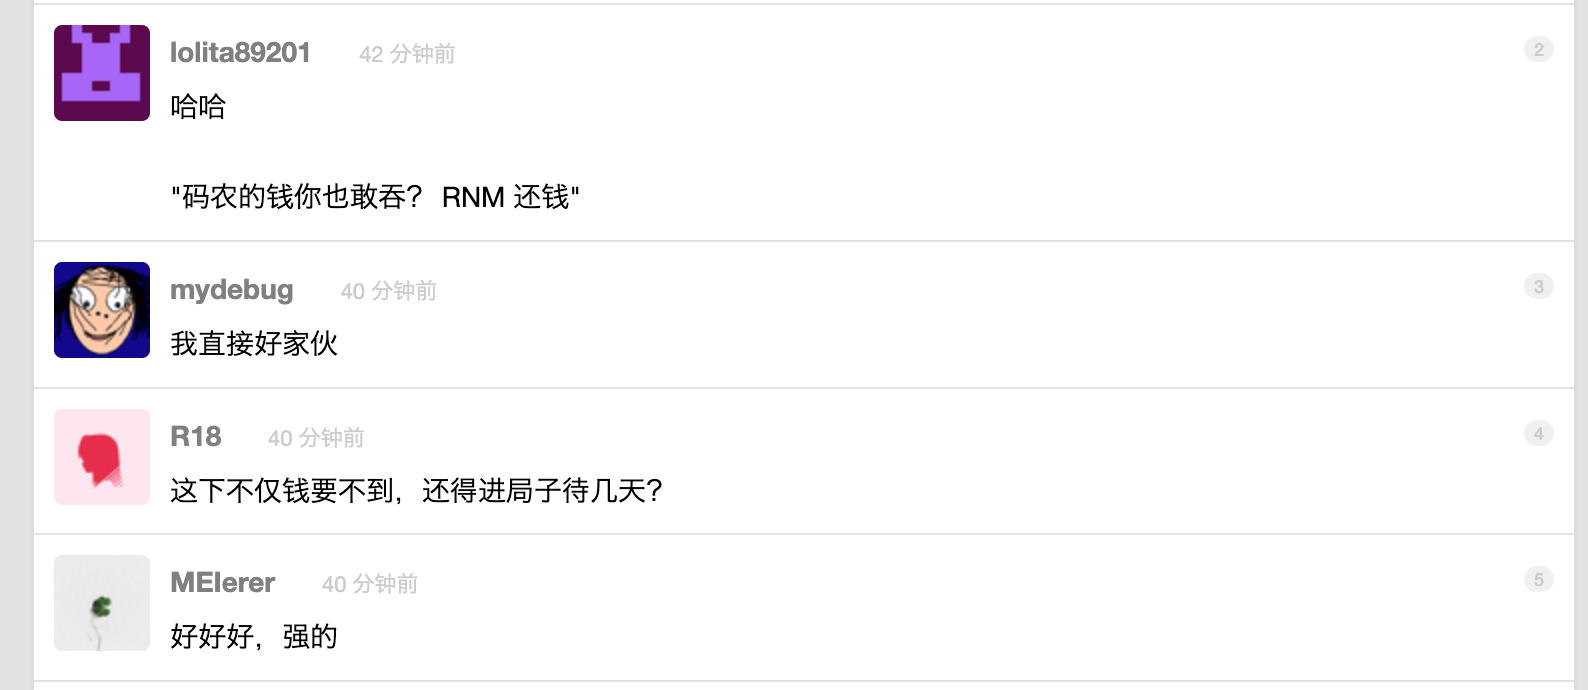 lolita89201 42 分钟前 2
哈哈
"码农的钱你也敢吞？ RNM 还钱"
mydebug 40 分钟前 3
我直接好家伙
R18 40 分钟前 4
这下不仅钱要不到，还得进局子待几天？
MElerer 40 分钟前 5
好好好，强的